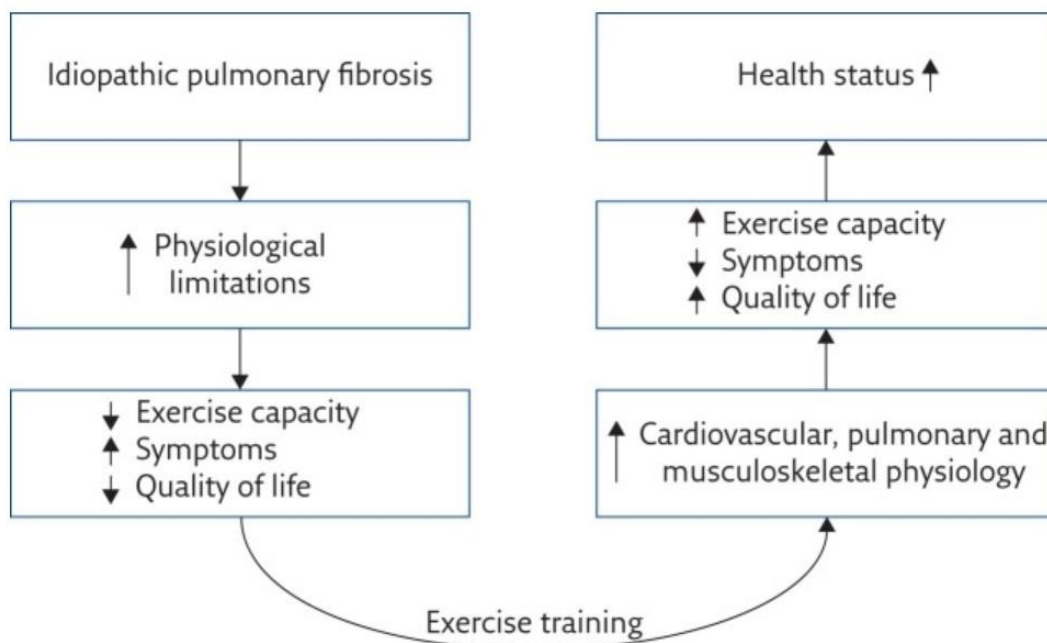 Idiopathic pulmonary fibrosis
↑ Physiological
limitations
↓ Exercise capacity
↑ Symptoms
↓ Quality of life
Exercise training
↑ Cardiovascular, pulmonary and
musculoskeletal physiology
↑ Exercise capacity
↓ Symptoms
↑ Quality of life
Health status ↑